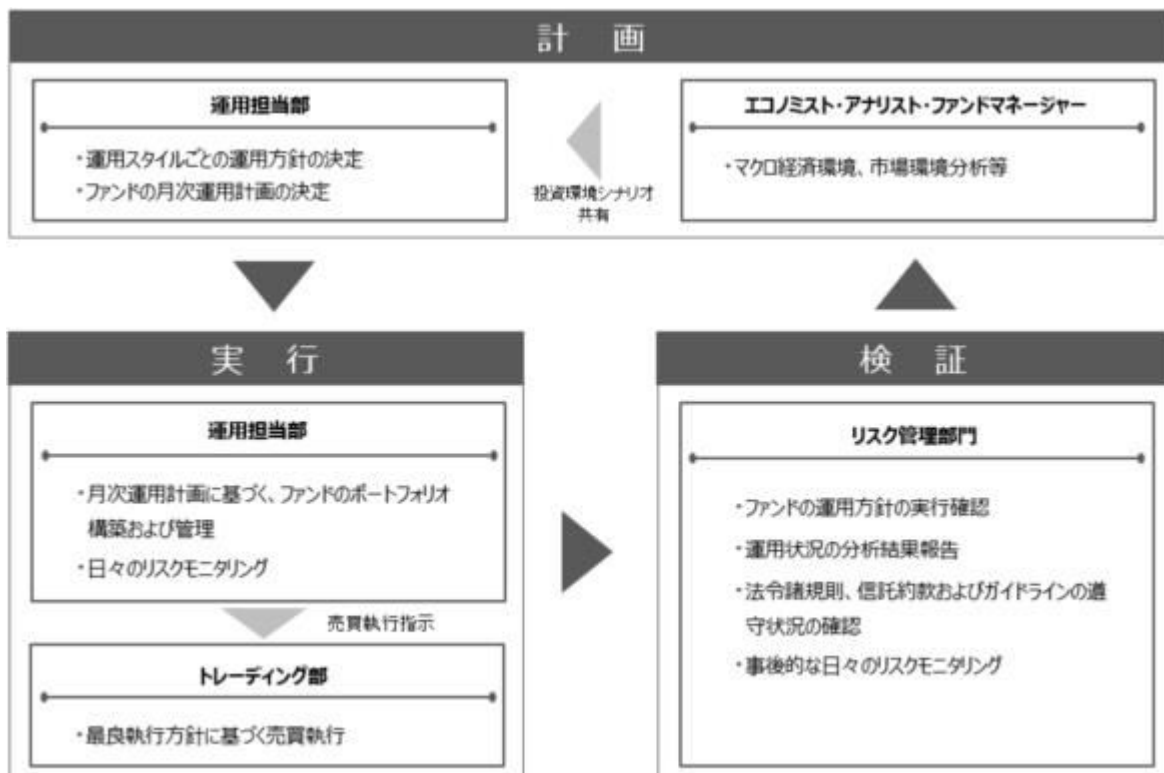 計 画
運用担当部
・運用スタイルごとの運用方針の決定
・ファンドの月次運用計画の決定
投資環境シナリオ
共有
エコノミスト・アナリスト・ファンドマネージャー
・マクロ経済環境、市場環境分析等
実 行
運用担当部
・月次運用計画に基づく、ファンドのポートフォリオ
構築および管理
・日々のリスクモニタリング
売買執行指示
トレーディング部
・最良執行方針に基づく売買執行
検 証
リスク管理部門
・ファンドの運用方針の実行確認
・運用状況の分析結果報告
・法令諸規則、信託約款およびガイドラインの遵
守状況の確認
・事後的な日々のリスクモニタリング